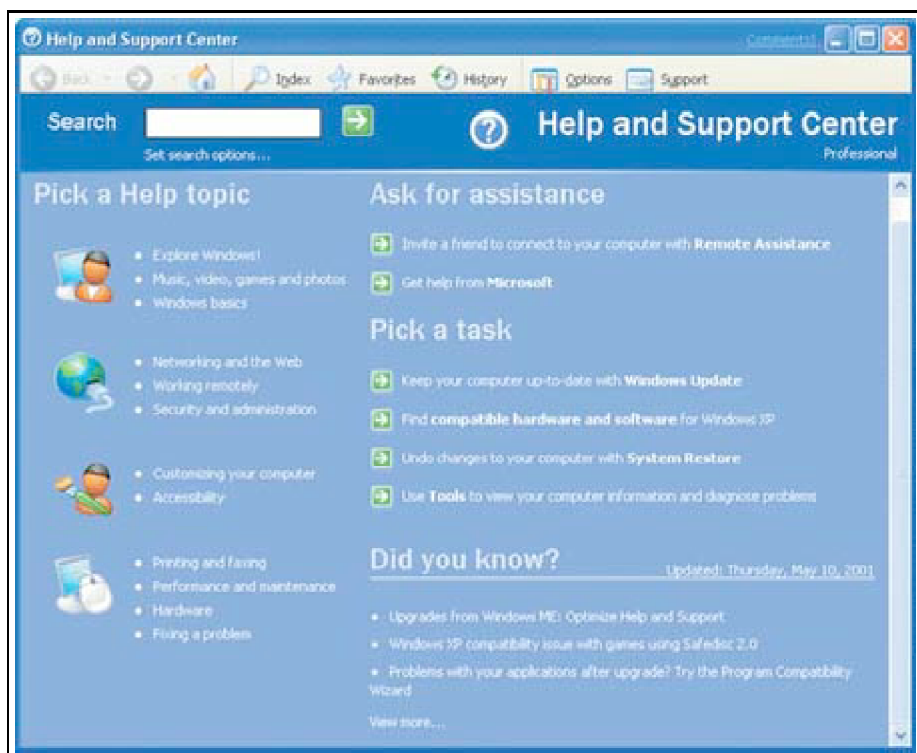 Help and Support Center
Comments!
Back
Index
Favorites
History
Options
Support
Search
Set search options...
Help and Support Center
Professional
Pick a Help topic
Explore Windows!
Music, video, games and photos
Windows basics
Networking and the Web
Working remotely
Security and administration
Customizing your computer
Accessibility
Printing and faxing
Performance and maintenance
Hardware
Fixing a problem
Ask for assistance
Invite a friend to connect to your computer with Remote Assistance
Get help from Microsoft
Pick a task
Keep your computer up-to-date with Windows Update
Find compatible hardware and software for Windows XP
Undo changes to your computer with System Restore
Use Tools to view your computer information and diagnose problems
Did you know?
Updated: Thursday, May 10, 2001
Upgrades from Windows ME: Optimize Help and Support
Windows XP compatibility issue with games using Safedisc 2.0
Problems with your applications after upgrade? Try the Program Compatibility
Wizard
View more...